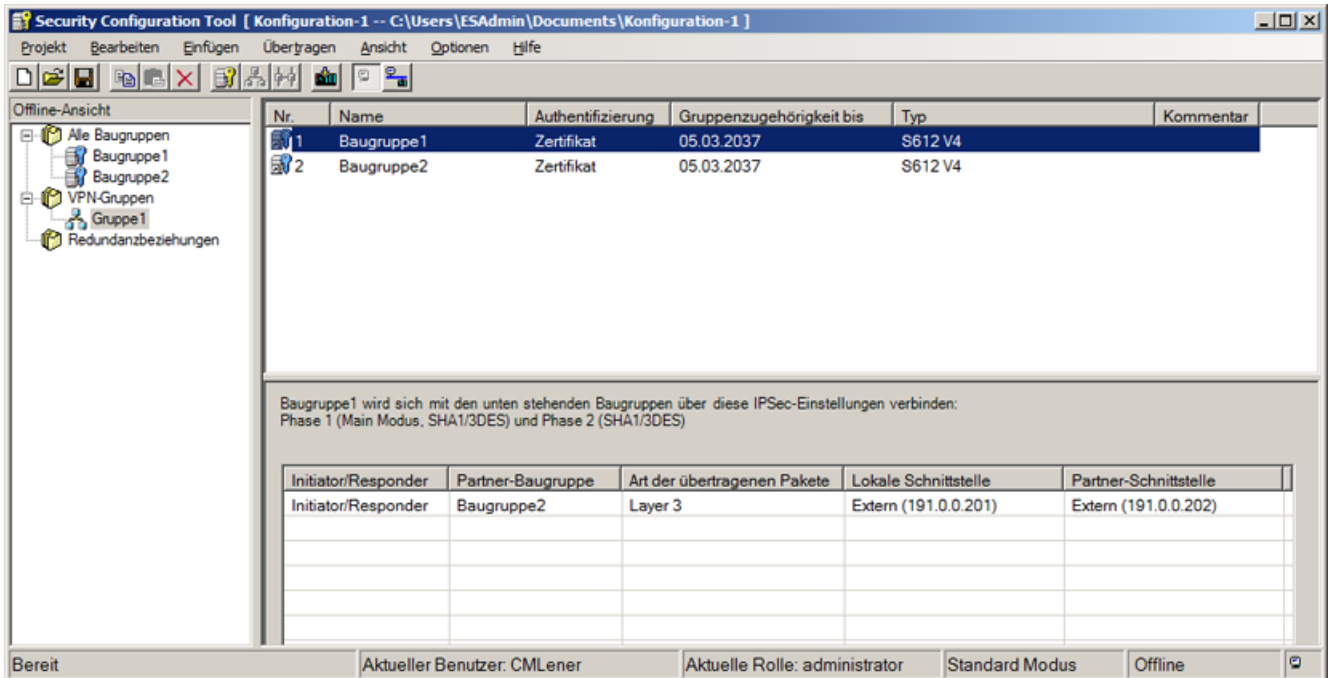 Security Configuration Tool [ Konfiguration-1 -- C:\Users\ESAdmin\Documents\Konfiguration-1 ]
Projekt Bearbeiten Einfügen Übertragen Ansicht Optionen Hilfe
Offline-Ansicht
Alle Baugruppen
Baugruppe1
Baugruppe2
VPN-Gruppen
Gruppe1
Redundanzbeziehungen
Nr. Name Authentifizierung Gruppenzugehörigkeit bis Typ Kommentar
1 Baugruppe1 Zertifikat 05.03.2037 S612 V4
2 Baugruppe2 Zertifikat 05.03.2037 S612 V4
Baugruppe1 wird sich mit den unten stehenden Baugruppen über diese IPSec-Einstellungen verbinden:
Phase 1 (Main Modus, SHA1/3DES) und Phase 2 (SHA1/3DES)
Initiator/Responder Partner-Baugruppe Art der übertragenen Pakete Lokale Schnittstelle Partner-Schnittstelle
Initiator/Responder Baugruppe2 Layer 3 Extern (191.0.0.201) Extern (191.0.0.202)
Bereit Aktueller Benutzer: CMLener Aktuelle Rolle: administrator Standard Modus Offline